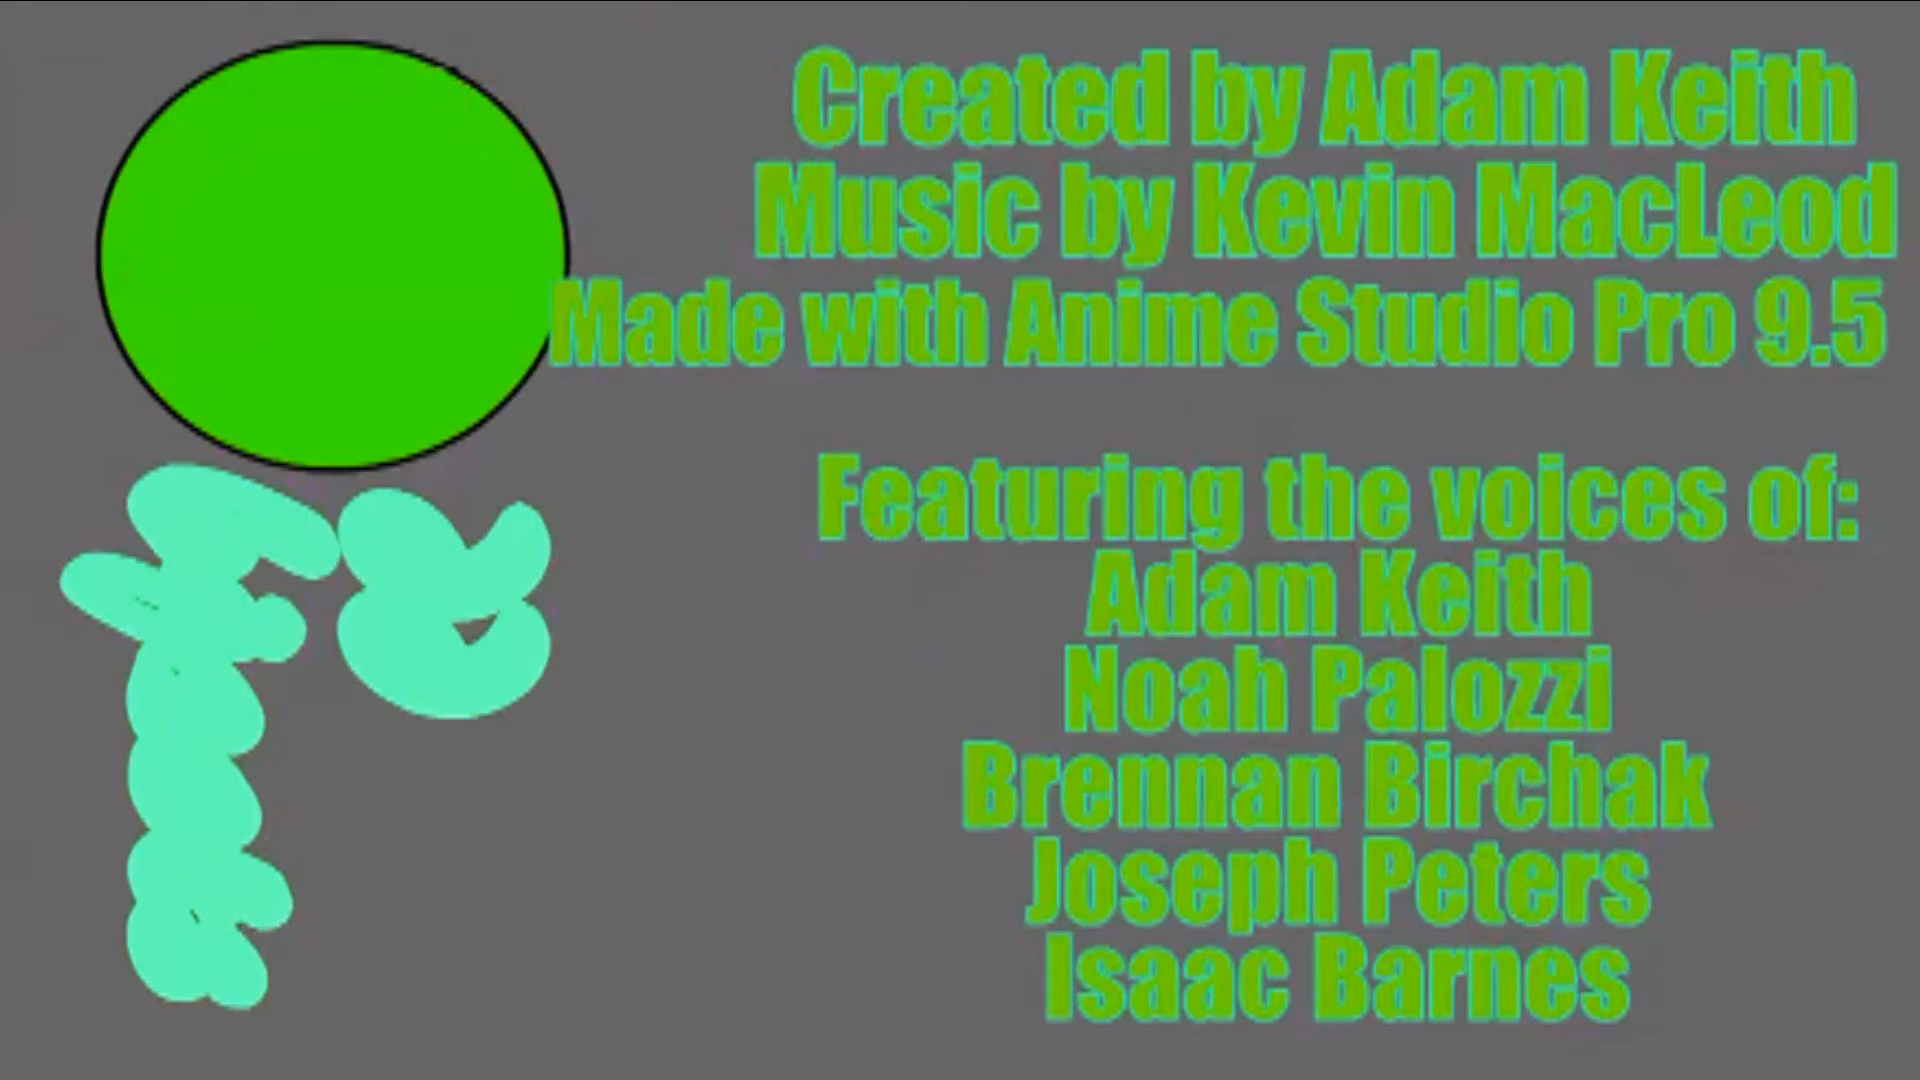 Created by Adam Keith
Music by Kevin MacLeod
Made with Anime Studio Pro 9.5
Featuring the voices of:
Adam Keith
Noah Palozzi
Brennan Birchak
Joseph Peters
Isaac Barnes